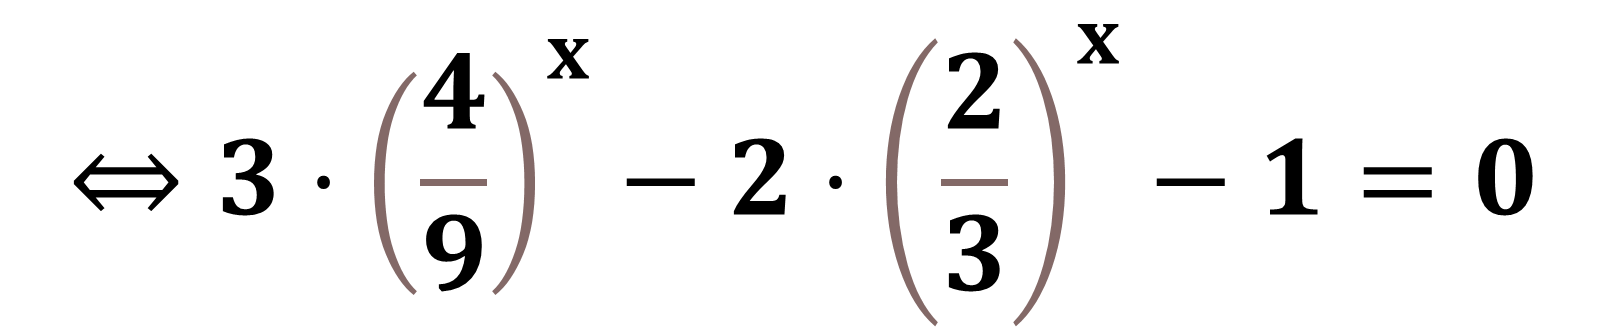 ⇔ 3 · (4/9)^x − 2 · (2/3)^x − 1 = 0